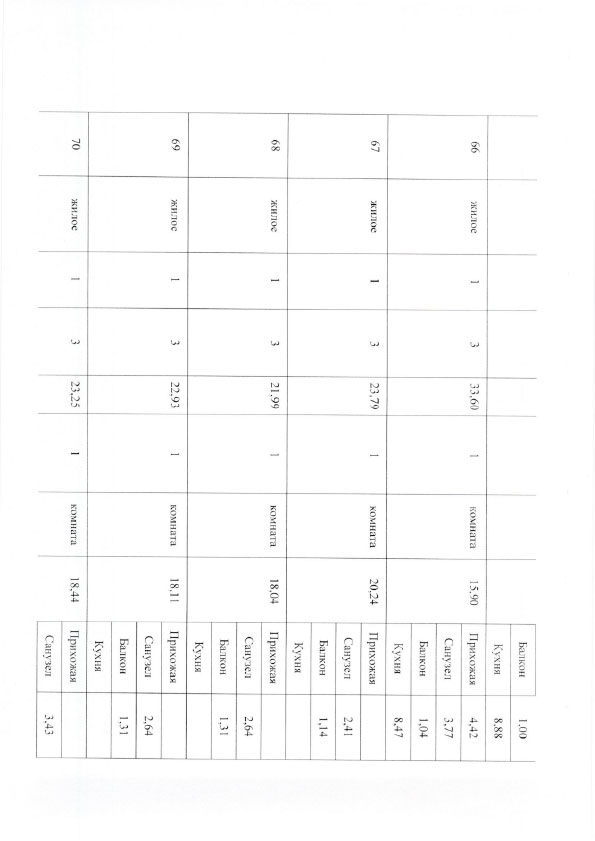 Балкон 1,00
Кухня 8,88
66 жилое 1 3 33,60 1 комната 15,90 Прихожая 4,42
Санузел 3,77
Балкон 1,04
Кухня 8,47
67 жилое 1 3 23,79 1 комната 20,24 Прихожая
Санузел 2,41
Балкон 1,14
Кухня
68 жилое 1 3 21,99 1 комната 18,04 Прихожая
Санузел 2,64
Балкон 1,31
Кухня
69 жилое 1 3 22,93 1 комната 18,11 Прихожая
Санузел 2,64
Балкон 1,31
Кухня
70 жилое 1 3 23,25 1 комната 18,44 Прихожая
Санузел 3,43